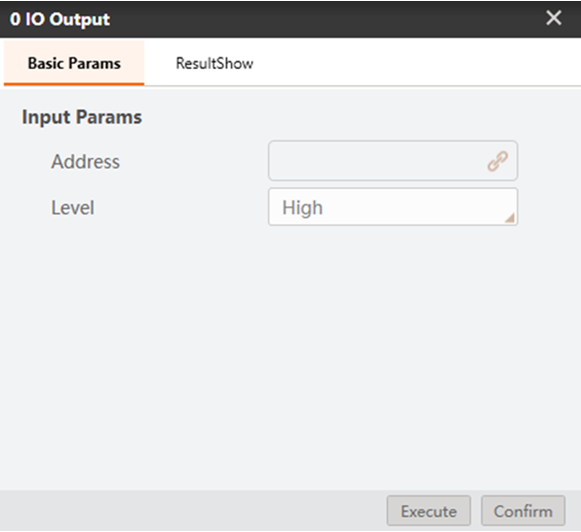 0 IO Output
Basic Params
ResultShow
Input Params
Address
Level
High
Execute
Confirm